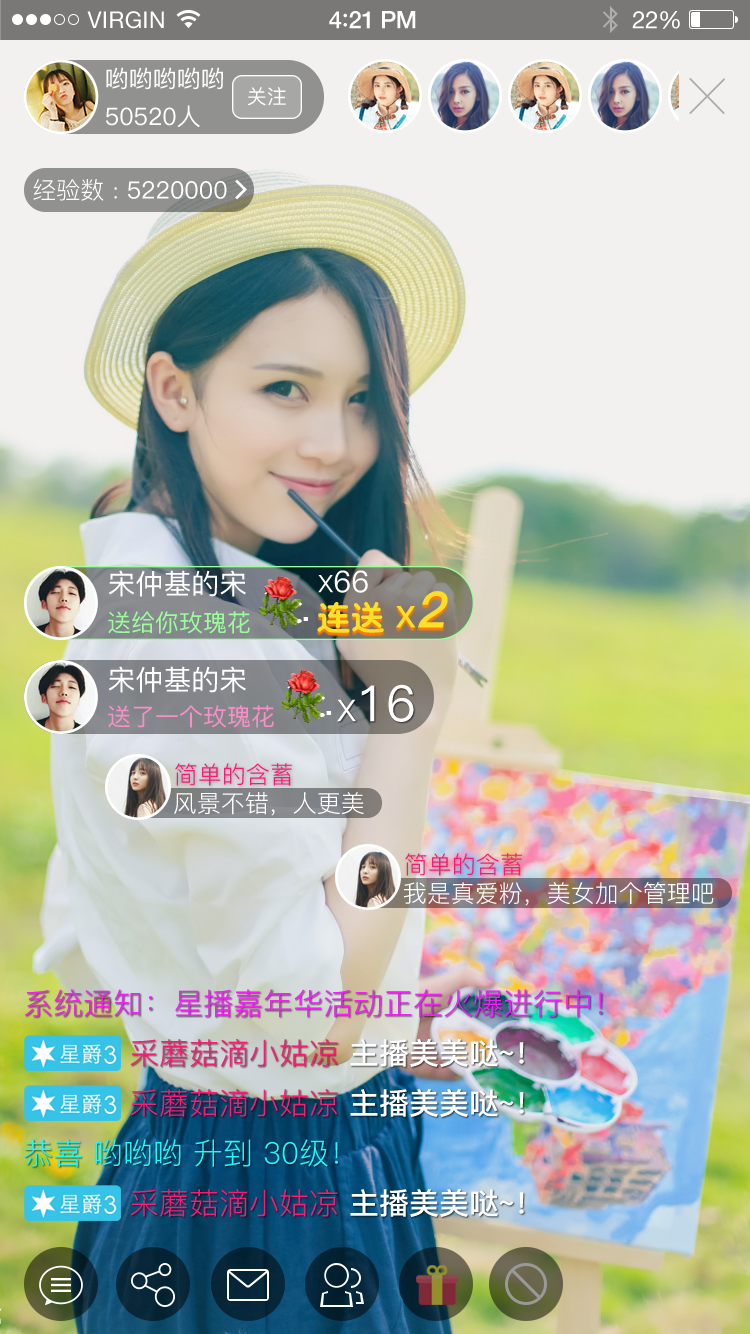 VIRGIN 4:21 PM 22%
哟哟哟哟哟
50520人
关注
经验数：5220000
宋仲基的宋 x66
送给你玫瑰花 连送 x2
宋仲基的宋
送了一个玫瑰花 x16
简单的含蓄
风景不错，人更美
简单的含蓄
我是真爱粉，美女加个管理吧
系统通知：星播嘉年华活动正在火爆进行中！
星爵3 采蘑菇滴小姑凉 主播美美哒~！
星爵3 采蘑菇滴小姑凉 主播美美哒~！
恭喜 哟哟哟 升到 30级！
星爵3 采蘑菇滴小姑凉 主播美美哒~！